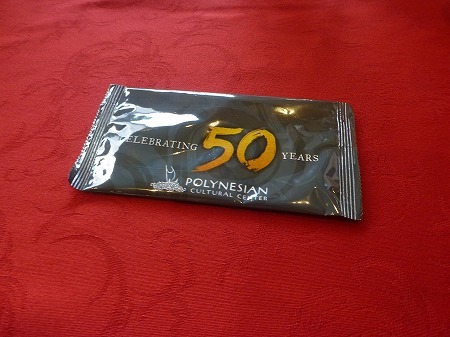 CELEBRATING 50 YEARS
POLYNESIAN
CULTURAL CENTER